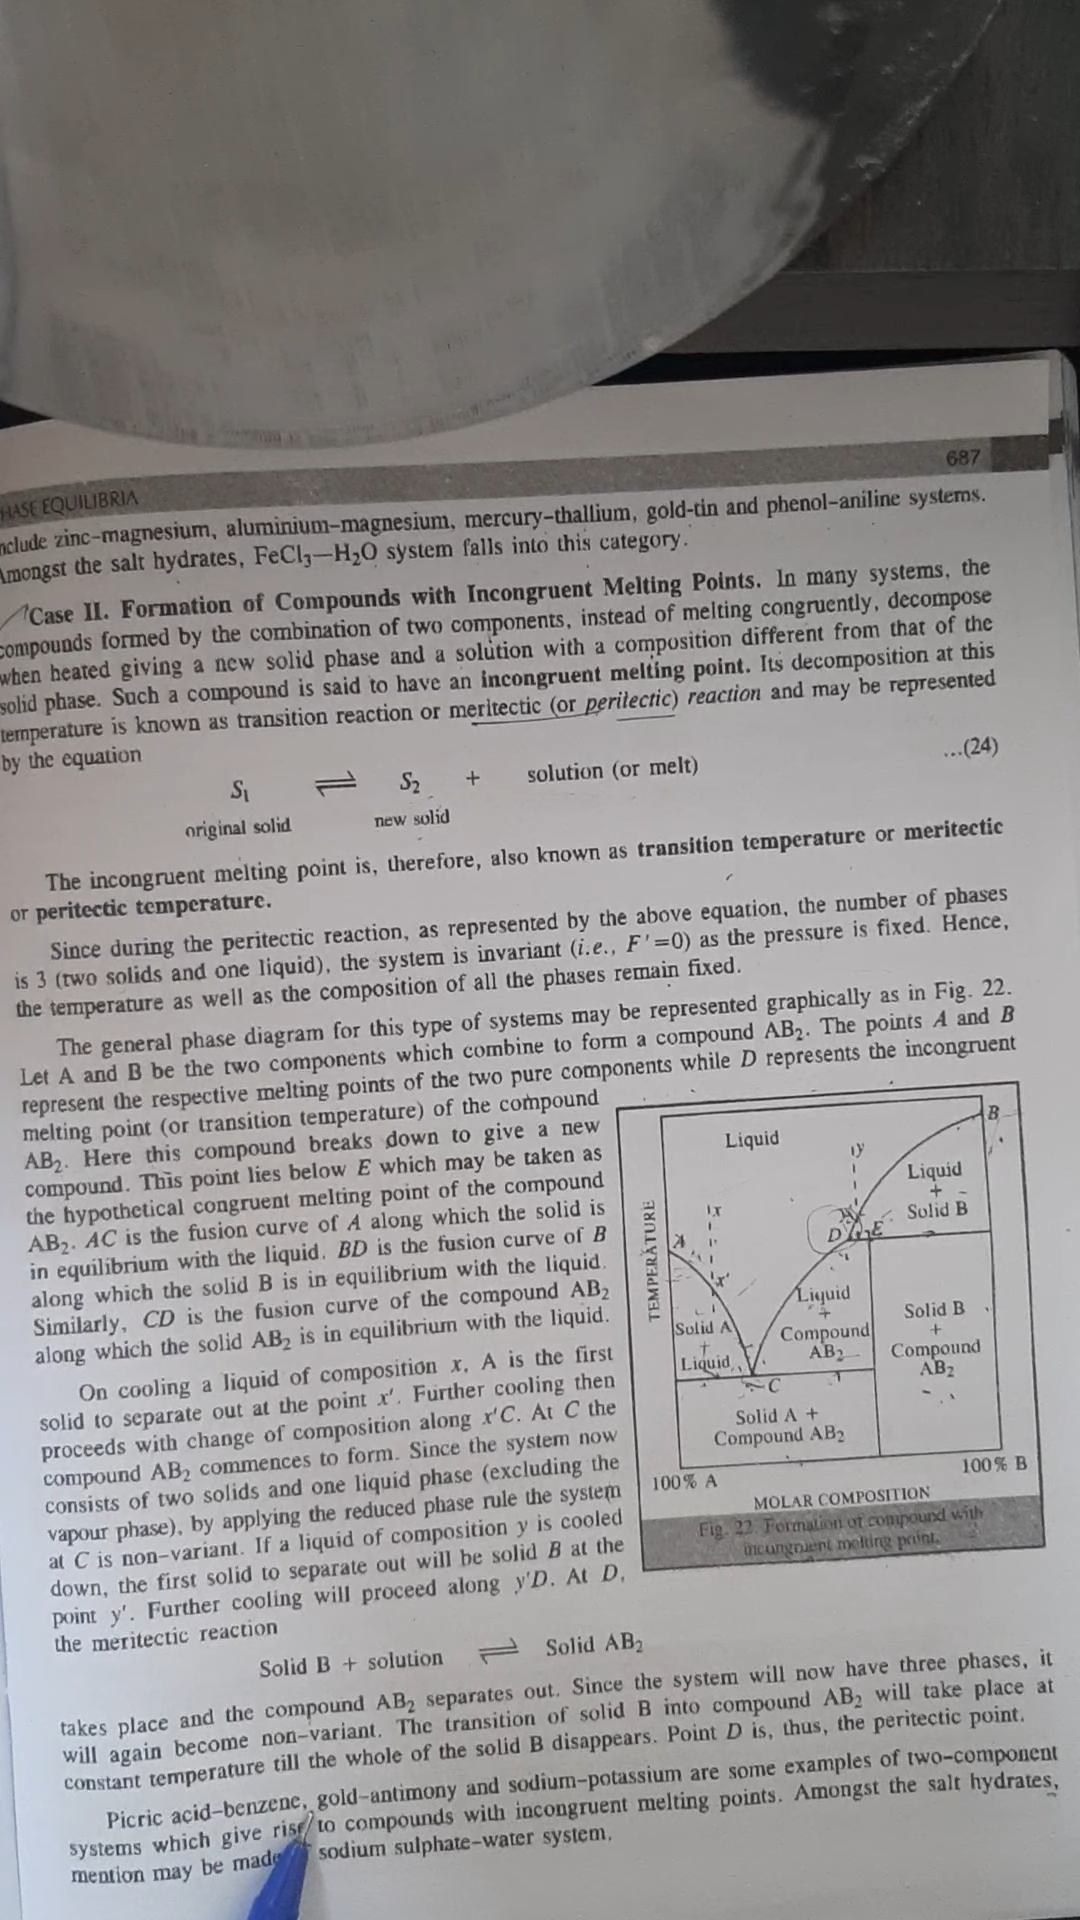 HASE EQUILIBRIA
687
nclude zinc–magnesium, aluminium–magnesium, mercury–thallium, gold-tin and phenol–aniline systems.
Amongst the salt hydrates, FeCl₃—H₂O system falls into this category.
Case II. Formation of Compounds with Incongruent Melting Points. In many systems, the
compounds formed by the combination of two components, instead of melting congruently, decompose
when heated giving a new solid phase and a solution with a composition different from that of the
solid phase. Such a compound is said to have an incongruent melting point. Its decomposition at this
temperature is known as transition reaction or meritectic (or peritectic) reaction and may be represented
by the equation
S₁ ⇌ S₂ + solution (or melt) ...(24)
original solid new solid
The incongruent melting point is, therefore, also known as transition temperature or meritectic
or peritectic temperature.
Since during the peritectic reaction, as represented by the above equation, the number of phases
is 3 (two solids and one liquid), the system is invariant (i.e., F'=0) as the pressure is fixed. Hence,
the temperature as well as the composition of all the phases remain fixed.
The general phase diagram for this type of systems may be represented graphically as in Fig. 22.
Let A and B be the two components which combine to form a compound AB₂. The points A and B
represent the respective melting points of the two pure components while D represents the incongruent
melting point (or transition temperature) of the compound
AB₂. Here this compound breaks down to give a new
compound. This point lies below E which may be taken as
the hypothetical congruent melting point of the compound
AB₂. AC is the fusion curve of A along which the solid is
in equilibrium with the liquid. BD is the fusion curve of B
along which the solid B is in equilibrium with the liquid.
Similarly, CD is the fusion curve of the compound AB₂
along which the solid AB₂ is in equilibrium with the liquid.
On cooling a liquid of composition x, A is the first
solid to separate out at the point x'. Further cooling then
proceeds with change of composition along x'C. At C the
compound AB₂ commences to form. Since the system now
consists of two solids and one liquid phase (excluding the
vapour phase), by applying the reduced phase rule the system
at C is non-variant. If a liquid of composition y is cooled
down, the first solid to separate out will be solid B at the
point y'. Further cooling will proceed along y'D. At D,
the meritectic reaction
Solid B + solution ⇌ Solid AB₂
takes place and the compound AB₂ separates out. Since the system will now have three phases, it
will again become non-variant. The transition of solid B into compound AB₂ will take place at
constant temperature till the whole of the solid B disappears. Point D is, thus, the peritectic point.
Picric acid–benzene, gold–antimony and sodium–potassium are some examples of two-component
systems which give rise to compounds with incongruent melting points. Amongst the salt hydrates,
mention may be made sodium sulphate–water system.
TEMPERATURE
Liquid
B
y
Liquid
+
Solid B
x
A
D
E
x'
Solid A
+
Liquid
Liquid
+
Compound
AB₂
Solid B
+
Compound
AB₂
C
Solid A +
Compound AB₂
100% A
100% B
MOLAR COMPOSITION
Fig. 22. Formation of compound with
incongruent melting point.